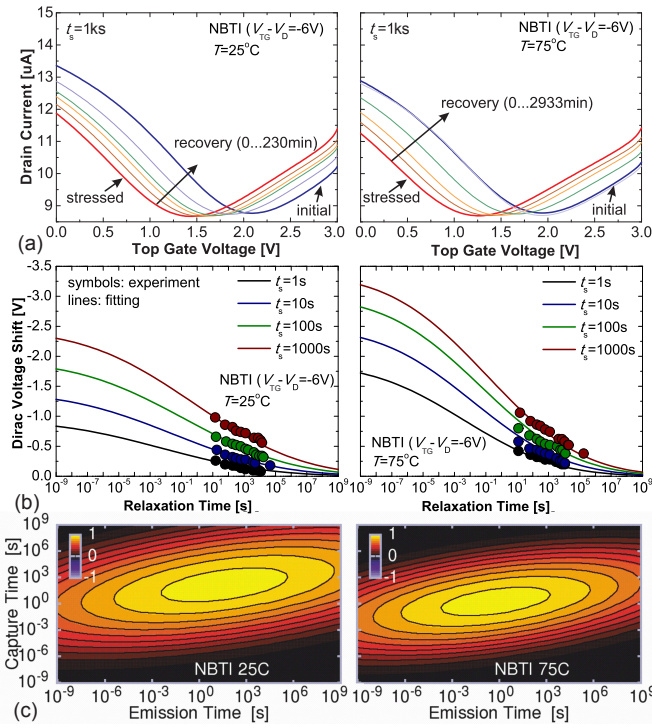 14
13
12
11
10
9
Drain Current [uA]
t_s=1ks
NBTI (V_TG-V_D=-6V)
T=25°C
recovery (0...230min)
stressed
initial
0.0 0.5 1.0 1.5 2.0 2.5 3.0
Top Gate Voltage [V]
(a)
t_s=1ks
NBTI (V_TG-V_D=-6V)
T=75°C
recovery (0...2933min)
stressed
initial
0.0 0.5 1.0 1.5 2.0 2.5 3.0
Top Gate Voltage [V]
-3.5
-3.0
-2.5
-2.0
-1.5
-1.0
-0.5
0.0
Dirac Voltage Shift [V]
symbols: experiment
lines: fitting
t_s=1s
t_s=10s
t_s=100s
t_s=1000s
NBTI (V_TG-V_D=-6V)
T=25°C
10^-9 10^-7 10^-5 10^-3 10^-1 10^1 10^3 10^5 10^7 10^9
Relaxation Time [s]
(b)
t_s=1s
t_s=10s
t_s=100s
t_s=1000s
NBTI (V_TG-V_D=-6V)
T=75°C
10^-9 10^-7 10^-5 10^-3 10^-1 10^1 10^3 10^5 10^7 10^9
Relaxation Time [s]
10^9
10^6
10^3
10^0
10^-3
10^-6
10^-9
Capture Time [s]
1
0
-1
NBTI 25C
10^-9 10^-6 10^-3 10^0 10^3 10^6 10^9
Emission Time [s]
(c)
1
0
-1
NBTI 75C
10^-9 10^-6 10^-3 10^0 10^3 10^6 10^9
Emission Time [s]